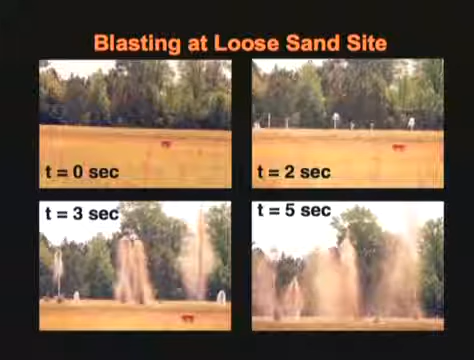 Blasting at Loose Sand Site
t = 0 sec
t = 2 sec
t = 3 sec
t = 5 sec